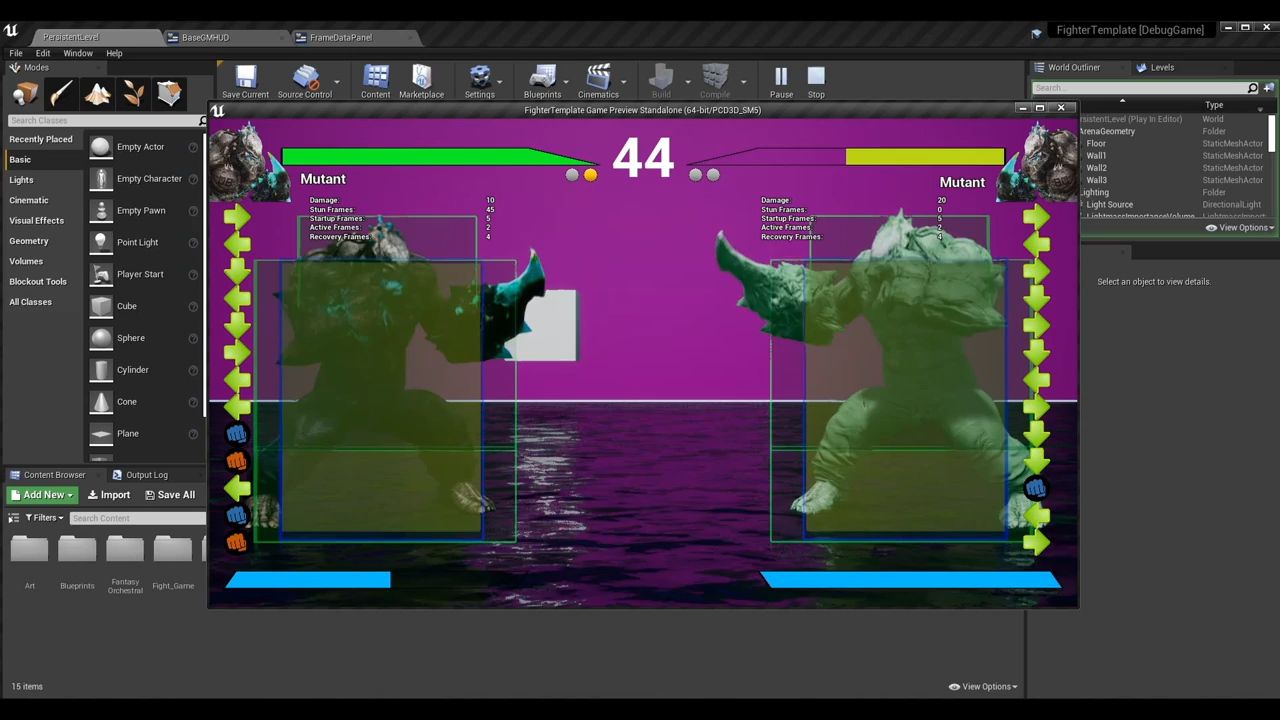 PersistentLevel
BaseGMHUD
FrameDataPanel
FighterTemplate [DebugGame]
File Edit Window Help
Modes
Save Current
Source Control
Content
Marketplace
Settings
Blueprints
Cinematics
Build
Compile
Pause
Stop
World Outliner
Levels
Search...
Type
Search Classes
FighterTemplate Game Preview Standalone (64-bit/PCD3D_SM5)
Recently Played
Basic
Lights
Cinematic
Visual Effects
Geometry
Volumes
Blockout Tools
All Classes
Empty Actor
Empty Character
Empty Pawn
Point Light
Player Start
Cube
Sphere
Cylinder
Cone
Plane
44
Mutant
Damage: 10
Stun Frames: 45
Startup Frames: 5
Active Frames: 2
Recovery Frames: 4
Mutant
Damage: 20
Stun Frames: 0
Startup Frames: 5
Active Frames: 2
Recovery Frames: 4
rsistentLevel (Play In Editor) World
ArenaGeometry Folder
Floor StaticMeshActor
Wall1 StaticMeshActor
Wall2 StaticMeshActor
Wall3 StaticMeshActor
Lighting Folder
Light Source DirectionalLight
LightmassImportanceVolume LightmassImport
View Options
Select an object to view details.
Content Browser
Output Log
Add New
Import
Save All
Filters
Search Content
Art
Blueprints
Fantasy Orchestral
Fight_Game
15 items
View Options